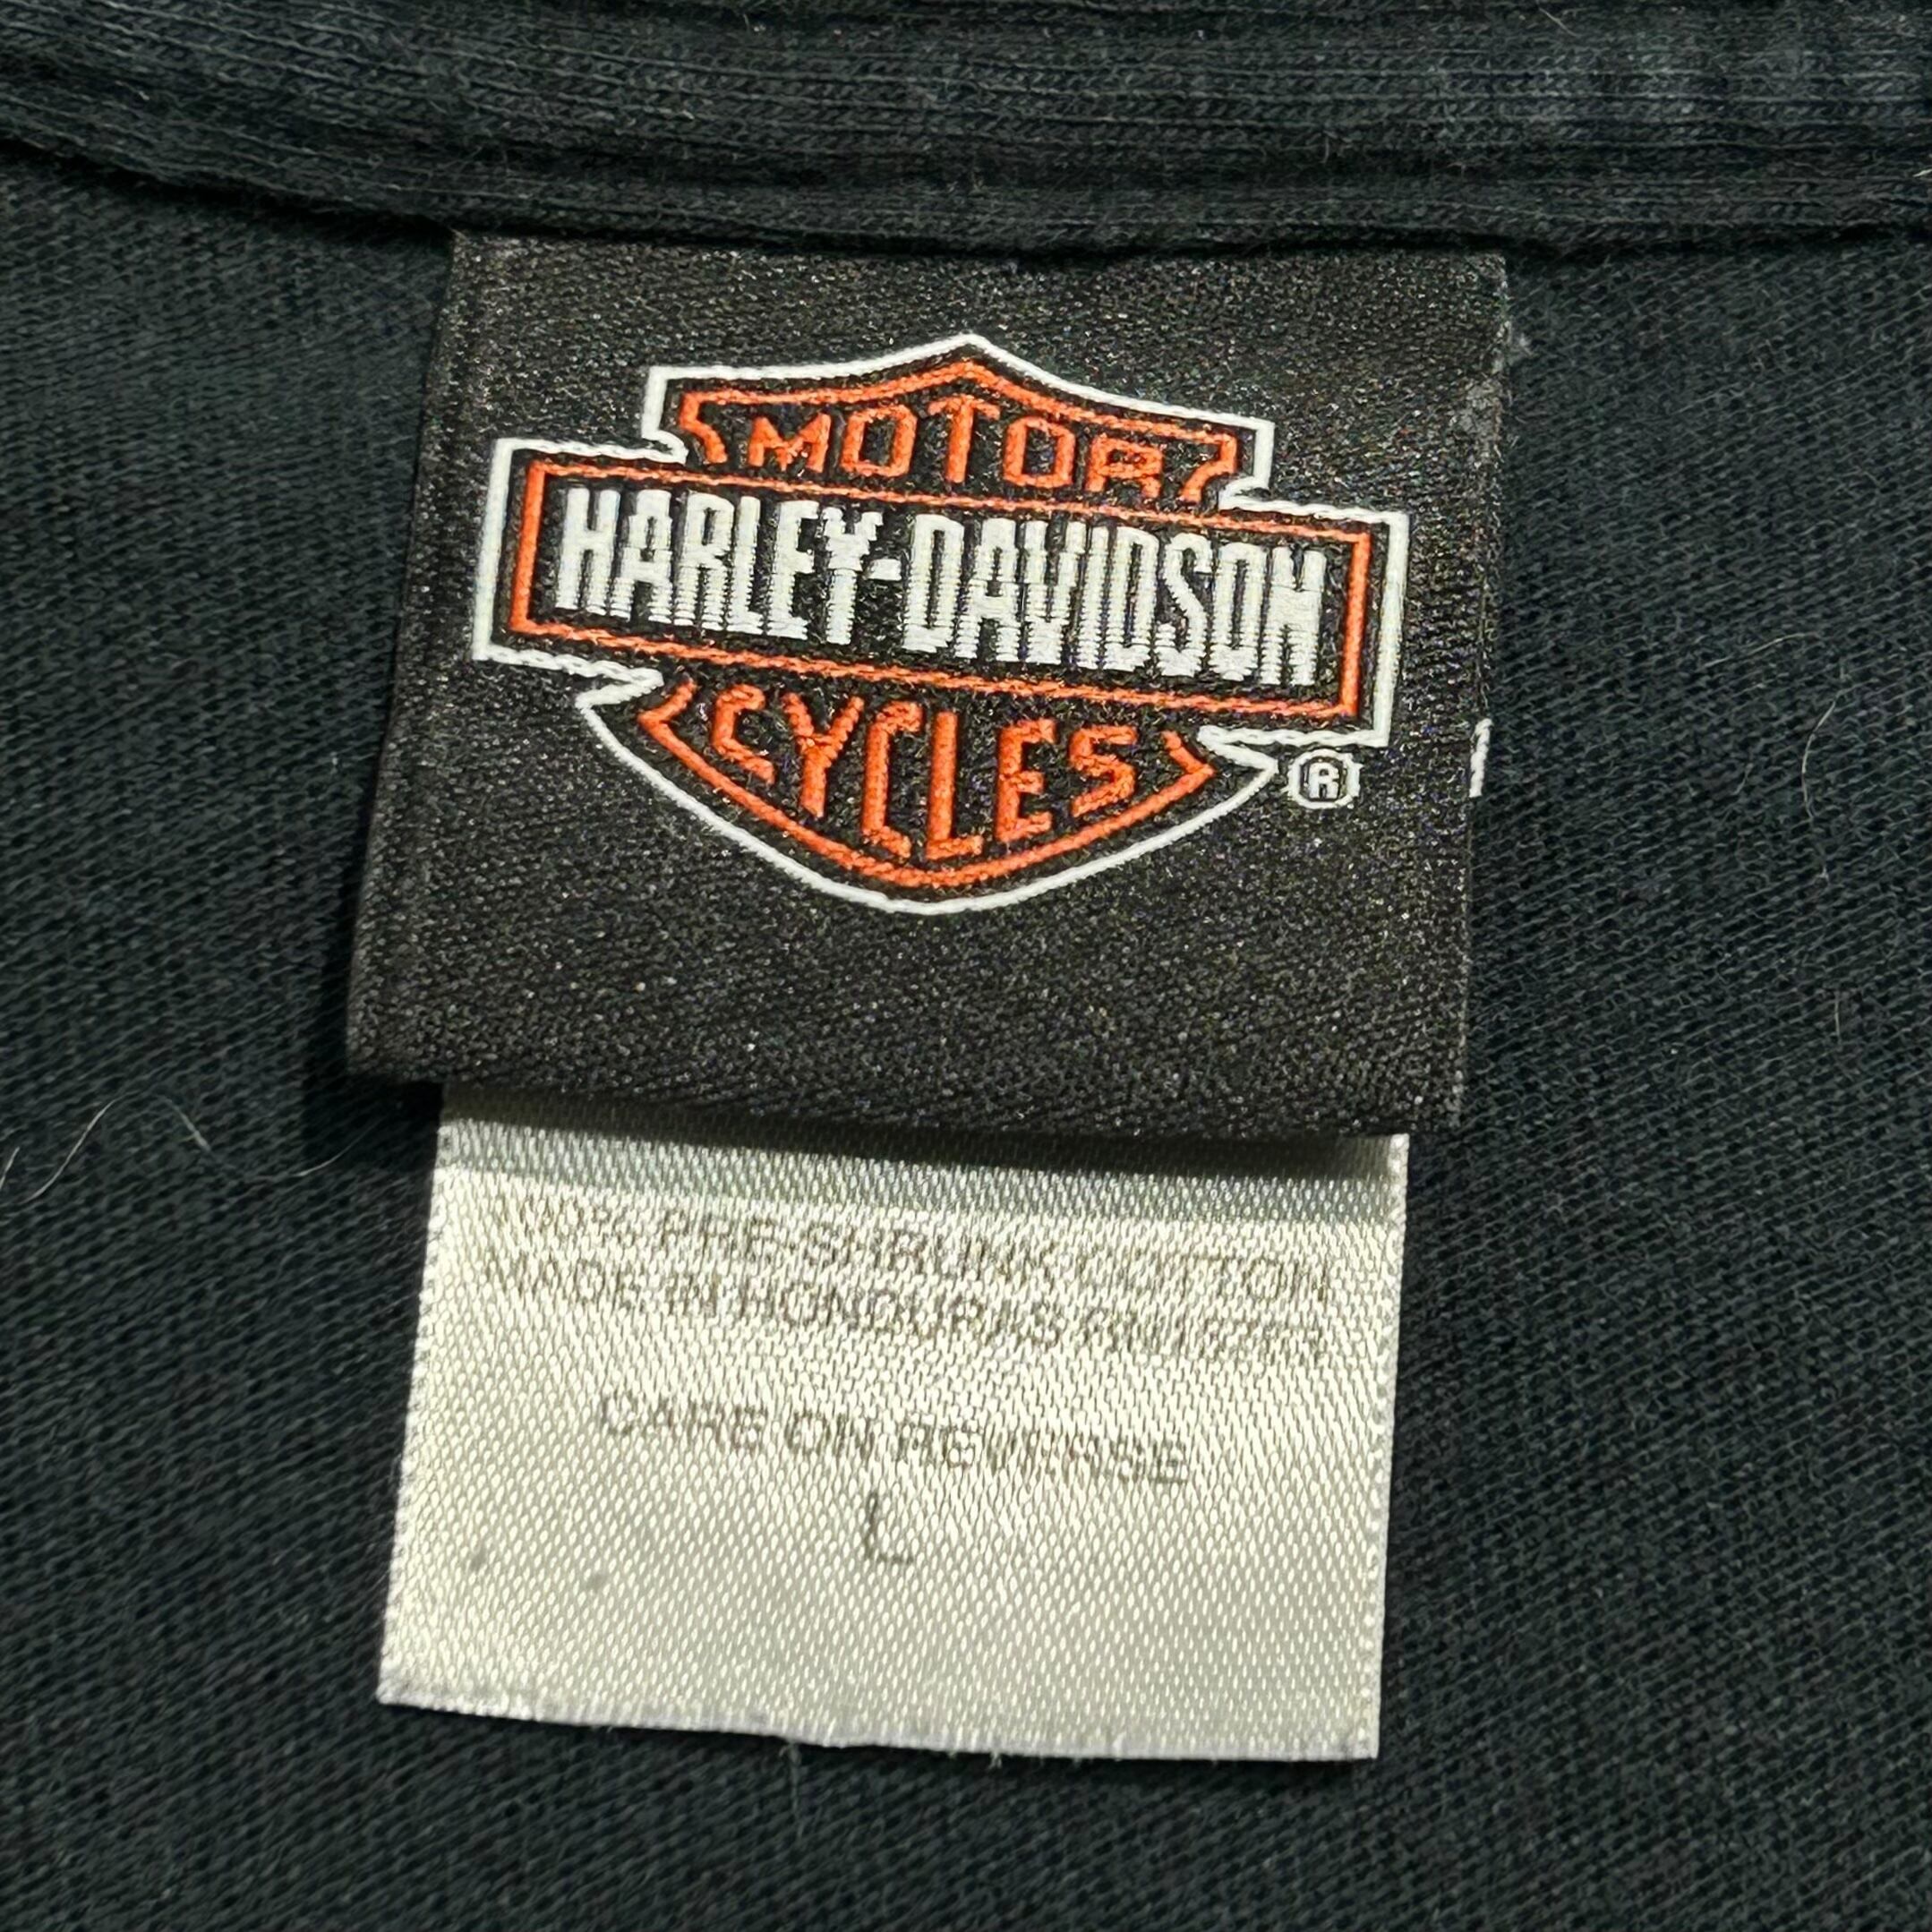 MOTOR
HARLEY-DAVIDSON
CYCLES
®
100% PRE-SHRUNK COTTON
MADE IN HONDURAS
CARE ON REVERSE
L